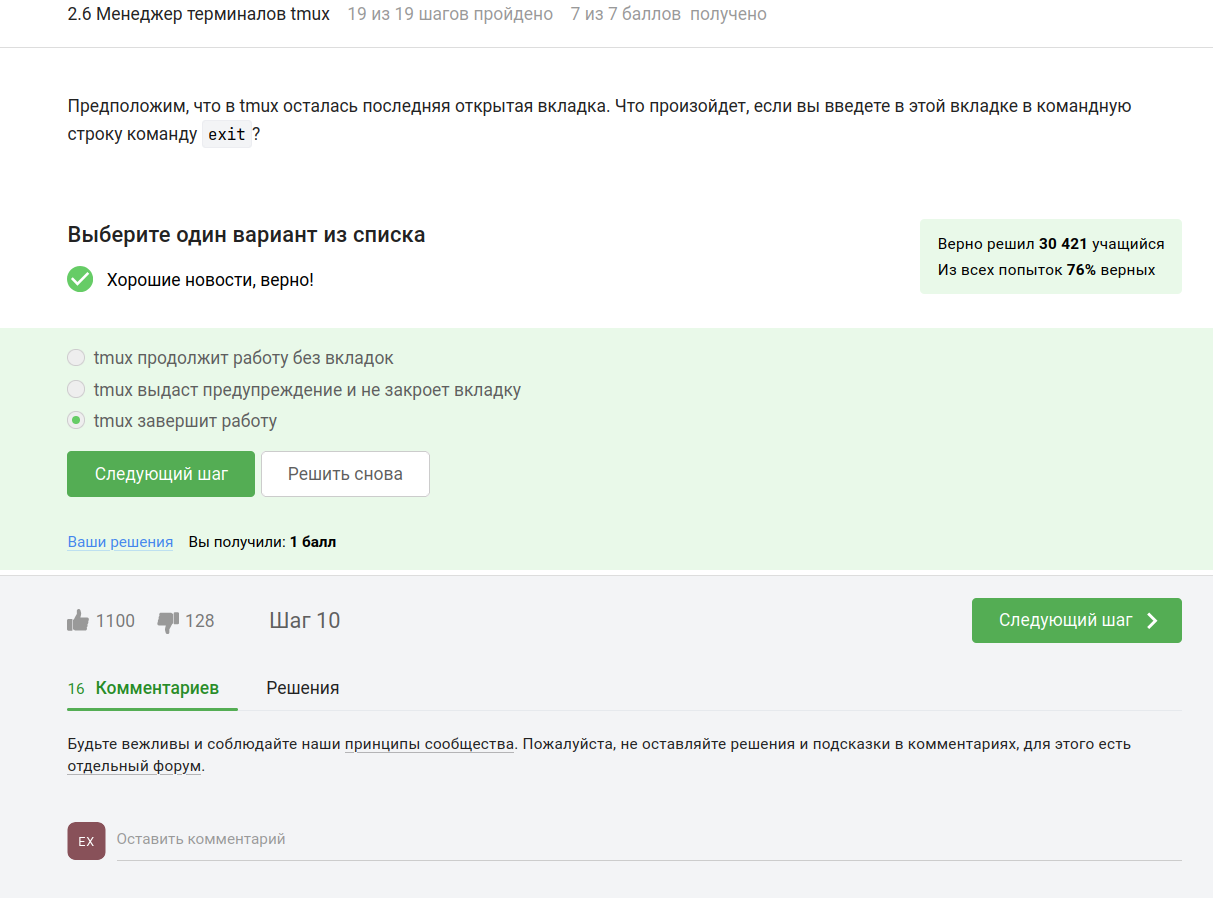 2.6 Менеджер терминалов tmux 19 из 19 шагов пройдено 7 из 7 баллов получено
Предположим, что в tmux осталась последняя открытая вкладка. Что произойдет, если вы введете в этой вкладке в командную
строку команду exit ?
Выберите один вариант из списка
Верно решил 30 421 учащийся
Из всех попыток 76% верных
Хорошие новости, верно!
tmux продолжит работу без вкладок
tmux выдаст предупреждение и не закроет вкладку
tmux завершит работу
Следующий шаг Решить снова
Ваши решения Вы получили: 1 балл
1100 128 Шаг 10 Следующий шаг
16 Комментариев Решения
Будьте вежливы и соблюдайте наши принципы сообщества. Пожалуйста, не оставляйте решения и подсказки в комментариях, для этого есть
отдельный форум.
EX Оставить комментарий